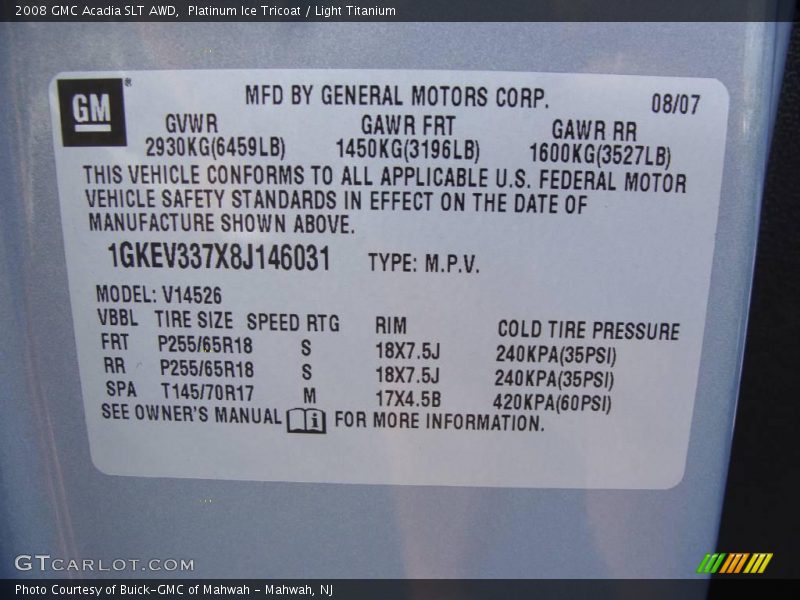 2008 GMC Acadia SLT AWD,  Platinum Ice Tricoat / Light Titanium
GM®
MFD BY GENERAL MOTORS CORP. 08/07
GVWR GAWR FRT GAWR RR
2930KG(6459LB) 1450KG(3196LB) 1600KG(3527LB)
THIS VEHICLE CONFORMS TO ALL APPLICABLE U.S. FEDERAL MOTOR
VEHICLE SAFETY STANDARDS IN EFFECT ON THE DATE OF
MANUFACTURE SHOWN ABOVE.
1GKEV337X8J146031 TYPE: M.P.V.
MODEL: V14526
VBBL TIRE SIZE SPEED RTG RIM COLD TIRE PRESSURE
FRT P255/65R18 S 18X7.5J 240KPA(35PSI)
RR P255/65R18 S 18X7.5J 240KPA(35PSI)
SPA T145/70R17 M 17X4.5B 420KPA(60PSI)
SEE OWNER'S MANUAL i FOR MORE INFORMATION.
GTCARLOT.COM
Photo Courtesy of Buick-GMC of Mahwah - Mahwah, NJ